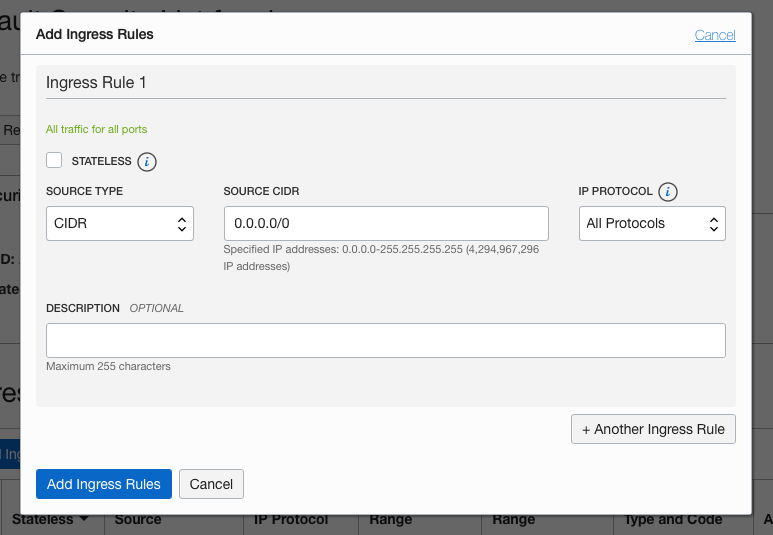 Add Ingress Rules
Cancel
Ingress Rule 1
All traffic for all ports
STATELESS i
SOURCE TYPE
SOURCE CIDR
IP PROTOCOL i
CIDR
0.0.0.0/0
All Protocols
Specified IP addresses: 0.0.0.0-255.255.255.255 (4,294,967,296
IP addresses)
DESCRIPTION OPTIONAL
Maximum 255 characters
+ Another Ingress Rule
Add Ingress Rules
Cancel
Stateless
Source
IP Protocol
Range
Range
Type and Code